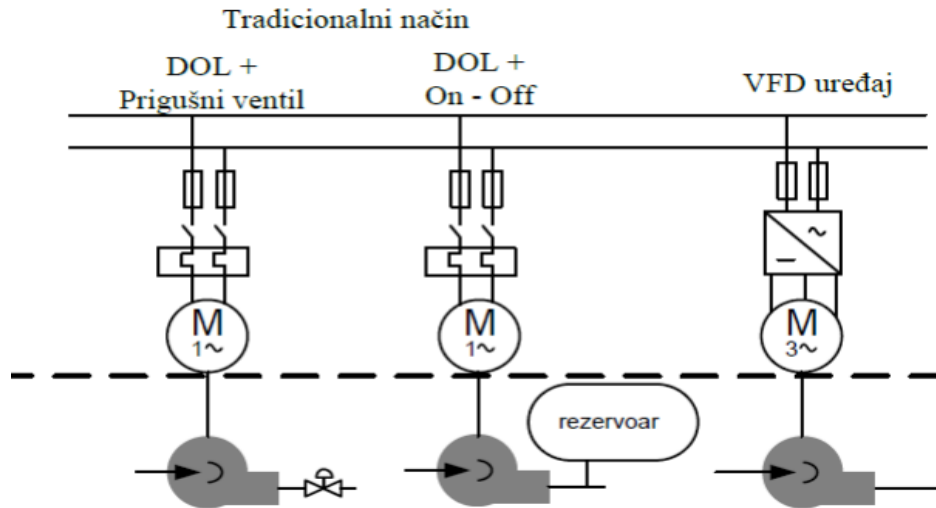 Tradicionalni način
DOL +
Prigušni ventil
DOL +
On - Off
VFD uređaj
~
M
1~
M
1~
M
3~
rezervoar